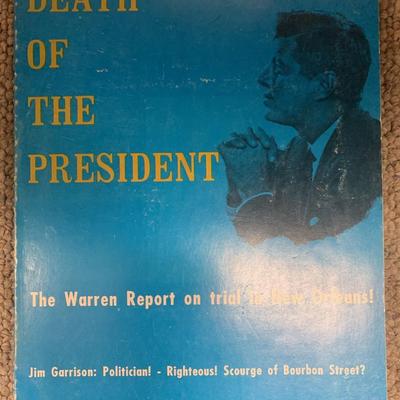 DEATH
OF
THE
PRESIDENT
The Warren Report on trial in New Orleans!
Jim Garrison: Politician! - Righteous! Scourge of Bourbon Street?